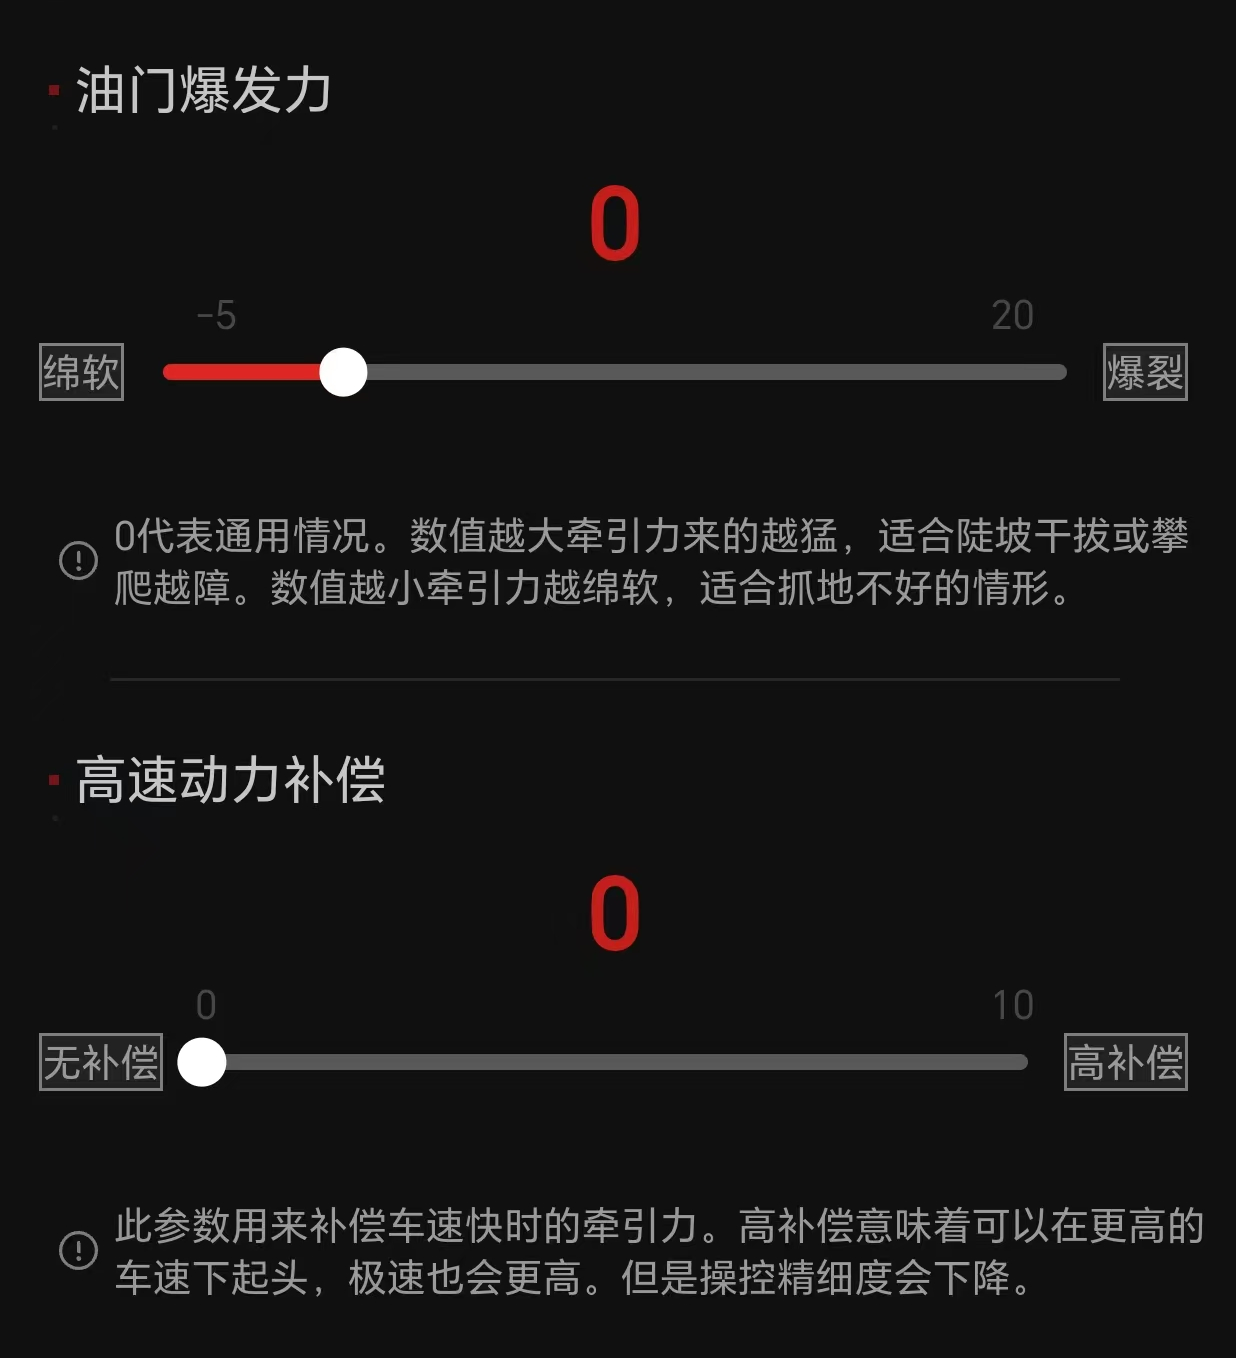 油门爆发力
0
-5 20
绵软 爆裂
0代表通用情况。数值越大牵引力来的越猛，适合陡坡干拔或攀
爬越障。数值越小牵引力越绵软，适合抓地不好的情形。
高速动力补偿
0
0 10
无补偿 高补偿
此参数用来补偿车速快时的牵引力。高补偿意味着可以在更高的
车速下起头，极速也会更高。但是操控精细度会下降。